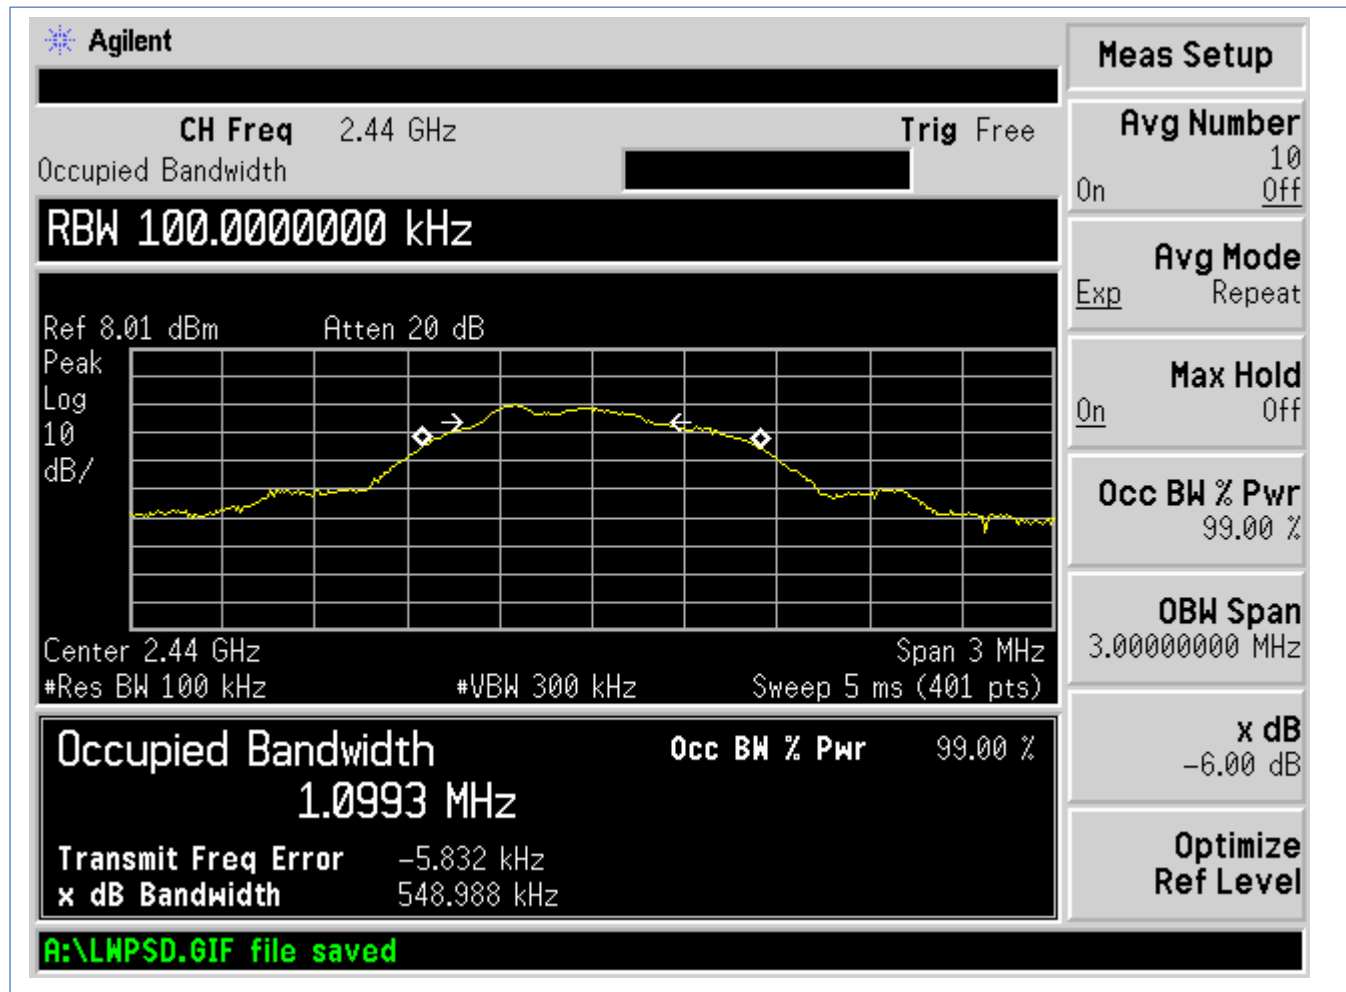 Agilent
CH Freq 2.44 GHz Trig Free
Occupied Bandwidth
RBW 100.0000000 kHz
Ref 8.01 dBm Atten 20 dB
Peak
Log
10
dB/
Center 2.44 GHz Span 3 MHz
#Res BW 100 kHz #VBW 300 kHz Sweep 5 ms (401 pts)
Occupied Bandwidth Occ BW % Pwr 99.00 %
1.0993 MHz
Transmit Freq Error -5.832 kHz
x dB Bandwidth 548.988 kHz
A:\LWPSD.GIF file saved
Meas Setup
Avg Number
10
On Off
Avg Mode
Exp Repeat
Max Hold
On Off
Occ BW % Pwr
99.00 %
OBW Span
3.00000000 MHz
x dB
-6.00 dB
Optimize
Ref Level